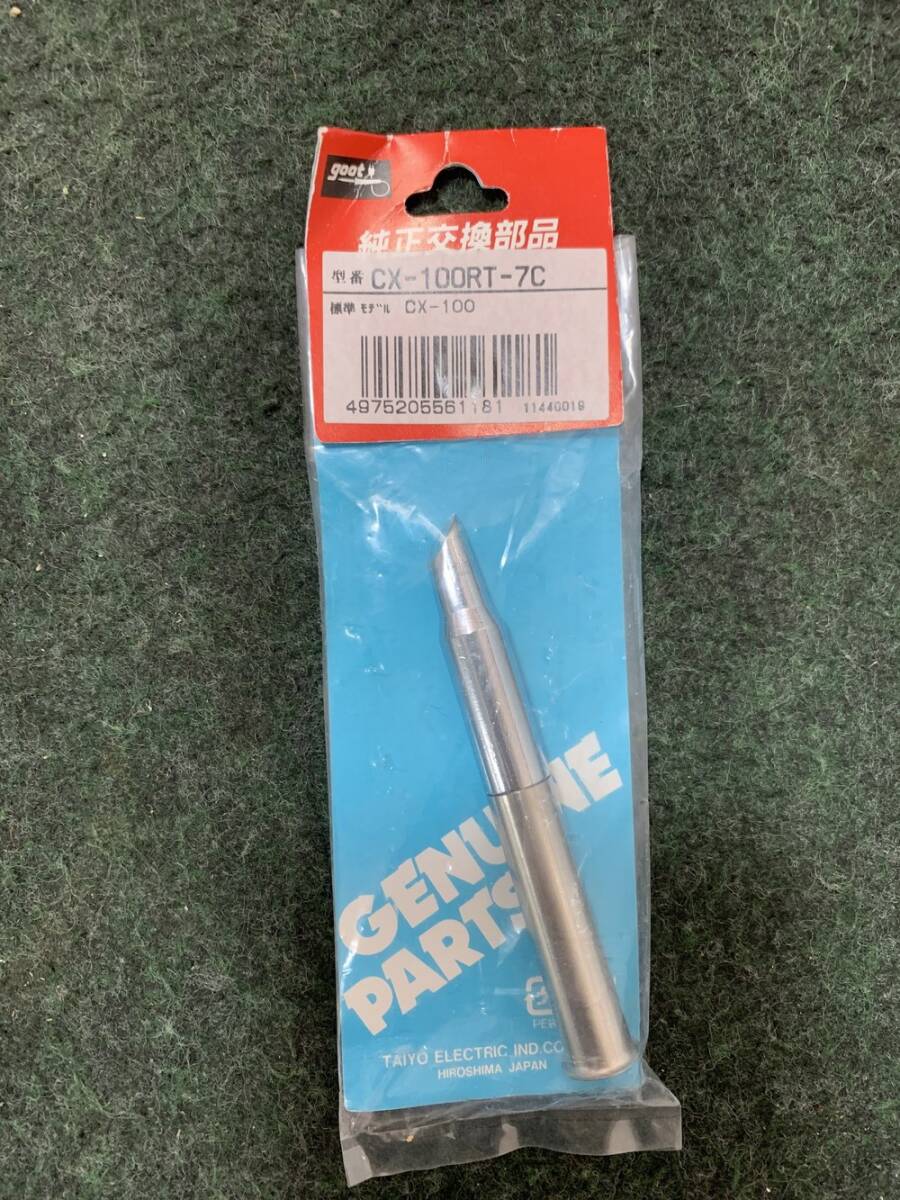 goot
純正交換部品
型番 CX-100RT-7C
標準 モデル CX-100
4975205561181 11440019
GENUINE
PARTS
TAIYO ELECTRIC IND.CO
HIROSHIMA JAPAN